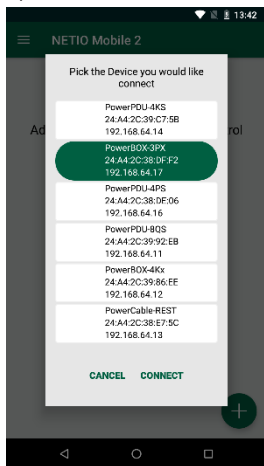 13:42
NETIO Mobile 2
Pick the Device you would like
connect
Ad
rol
PowerPDU-4KS
24:A4:2C:39:C7:5B
192.168.64.14
PowerBOX-3PX
24:A4:2C:38:DF:F2
192.168.64.17
PowerPDU-4PS
24:A4:2C:38:DE:06
192.168.64.16
PowerPDU-8QS
24:A4:2C:39:92:EB
192.168.64.11
PowerBOX-4Kx
24:A4:2C:39:86:EE
192.168.64.12
PowerCable-REST
24:A4:2C:38:E7:5C
192.168.64.13
CANCEL CONNECT